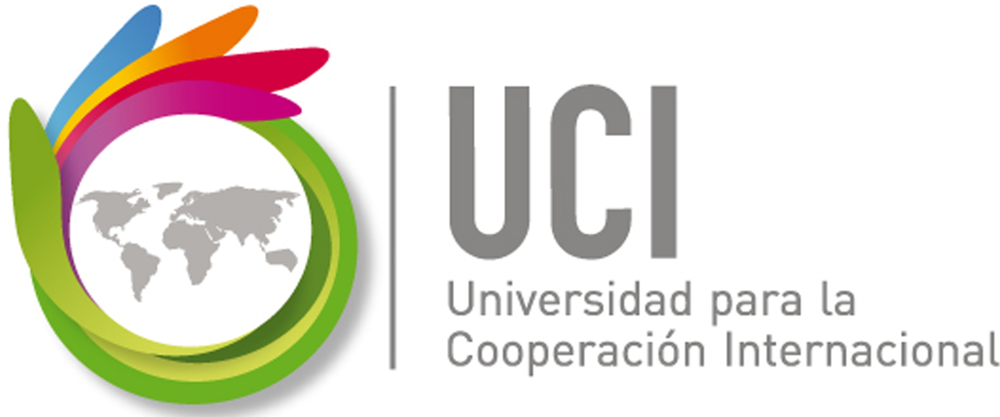 UCI
Universidad para la
Cooperación Internacional